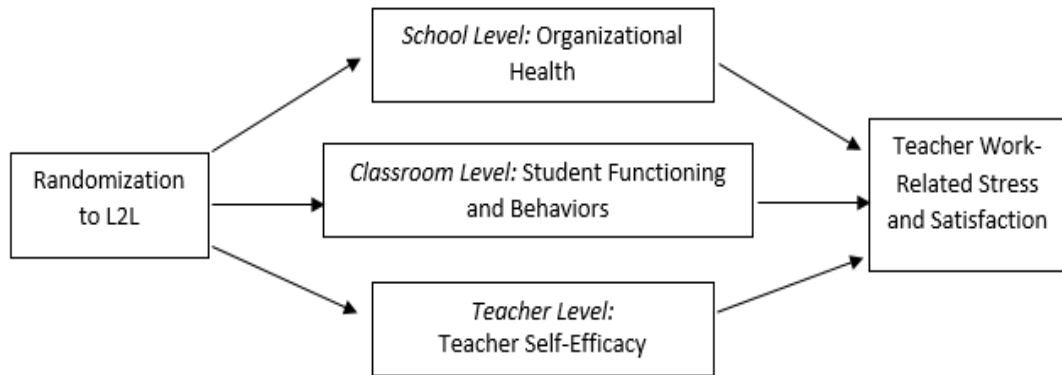 School Level: Organizational
Health
Randomization
to L2L
Classroom Level: Student Functioning
and Behaviors
Teacher Level:
Teacher Self-Efficacy
Teacher Work-
Related Stress
and Satisfaction